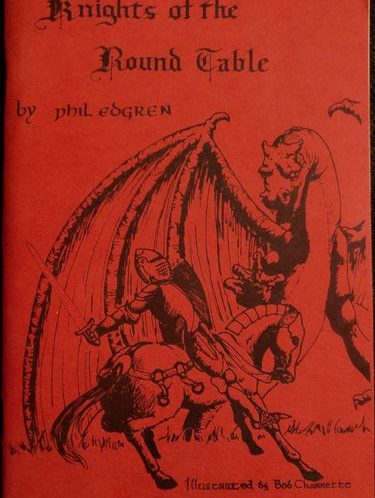 Knights of the
Round Table
by phil edgren
Illustrated by Bob Charrette